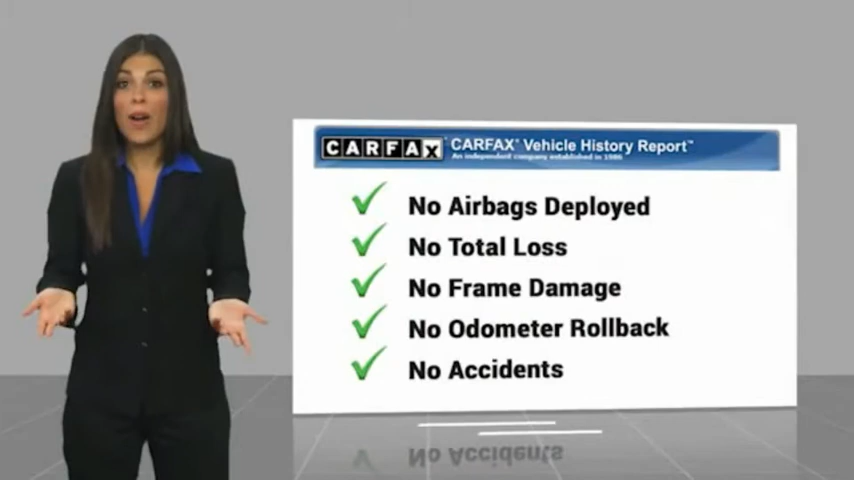 CARFAX CARFAX® Vehicle History Report™
An independent company established in 1986
No Airbags Deployed
No Total Loss
No Frame Damage
No Odometer Rollback
No Accidents
No Accidents